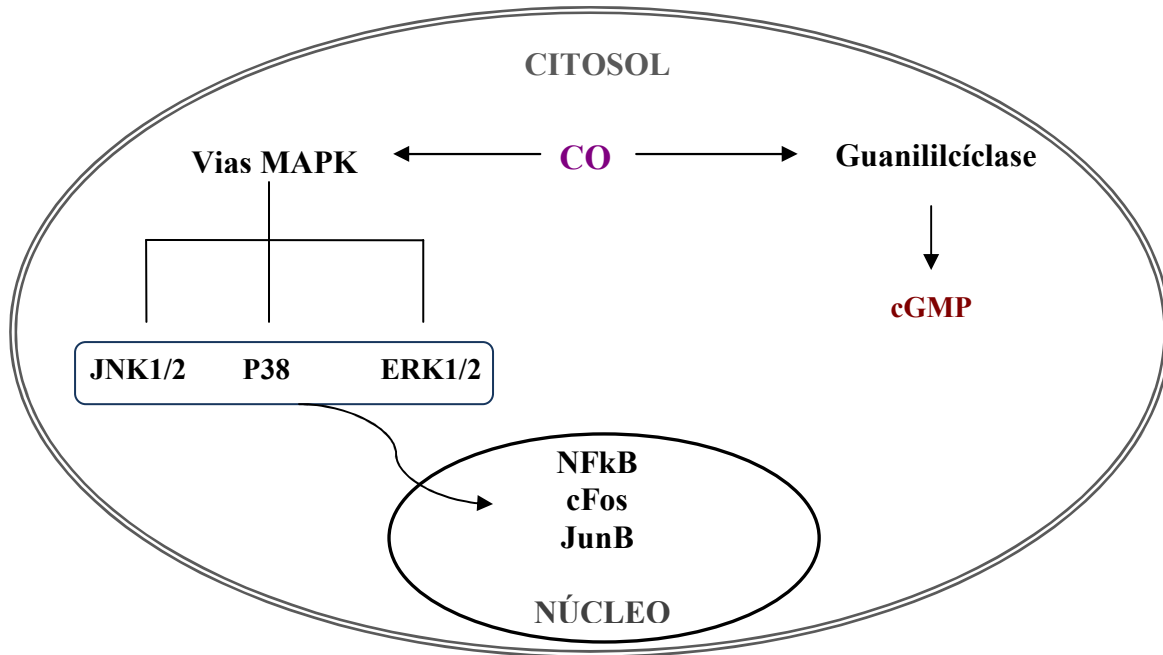 CITOSOL
Vias MAPK
CO
Guanililcíclase
cGMP
JNK1/2 P38 ERK1/2
NFkB
cFos
JunB
NÚCLEO